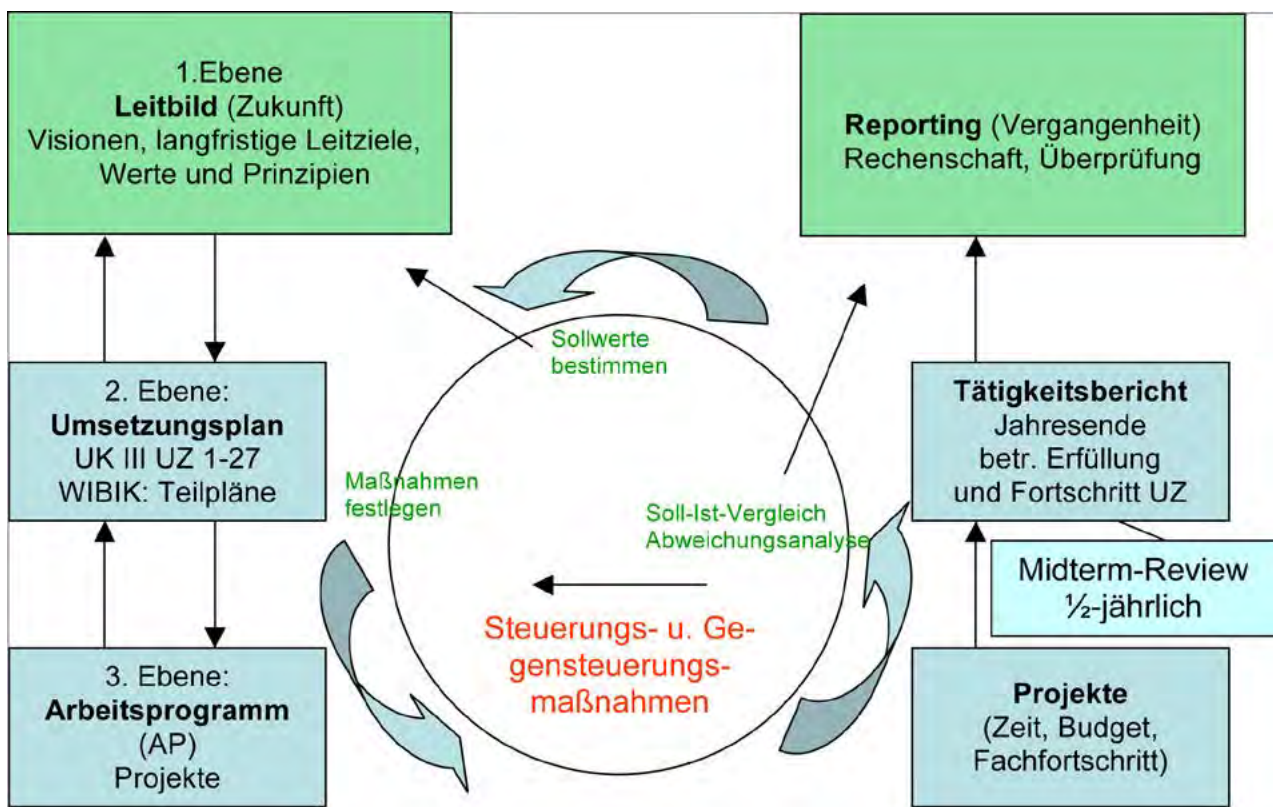 1.Ebene
Leitbild (Zukunft)
Visionen, langfristige Leitziele,
Werte und Prinzipien
Reporting (Vergangenheit)
Rechenschaft, Überprüfung
Sollwerte
bestimmen
2. Ebene:
Umsetzungsplan
UK III UZ 1-27
WIBIK: Teilpläne
Maßnahmen
festlegen
Soll-Ist-Vergleich
Abweichungsanalyse
Tätigkeitsbericht
Jahresende
betr. Erfüllung
und Fortschritt UZ
Midterm-Review
½-jährlich
Steuerungs- u. Ge-
gensteuerungs-
maßnahmen
3. Ebene:
Arbeitsprogramm
(AP)
Projekte
Projekte
(Zeit, Budget,
Fachfortschritt)